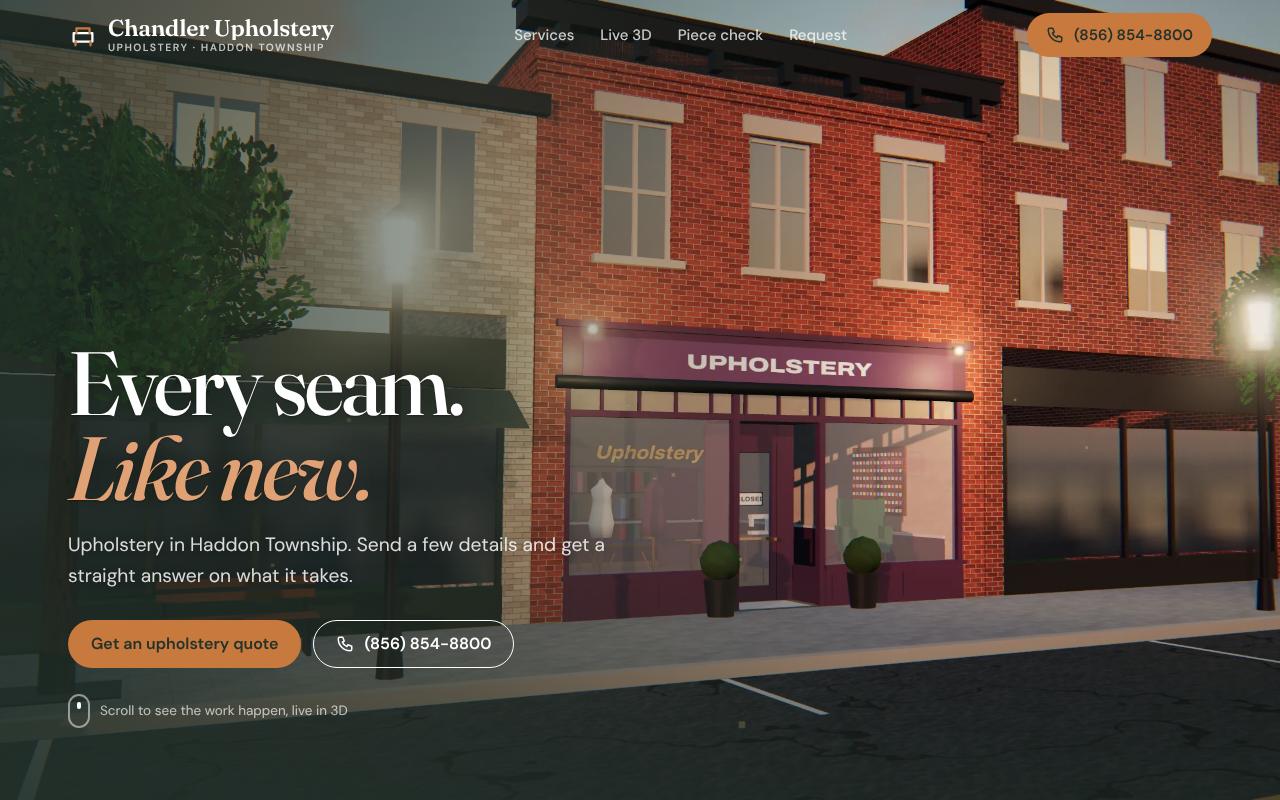 Chandler Upholstery
UPHOLSTERY · HADDON TOWNSHIP
Services
Live 3D
Piece check
Request
(856) 854-8800
UPHOLSTERY
Upholstery
LOSED
Every seam.
Like new.
Upholstery in Haddon Township. Send a few details and get a
straight answer on what it takes.
Get an upholstery quote
(856) 854-8800
Scroll to see the work happen, live in 3D